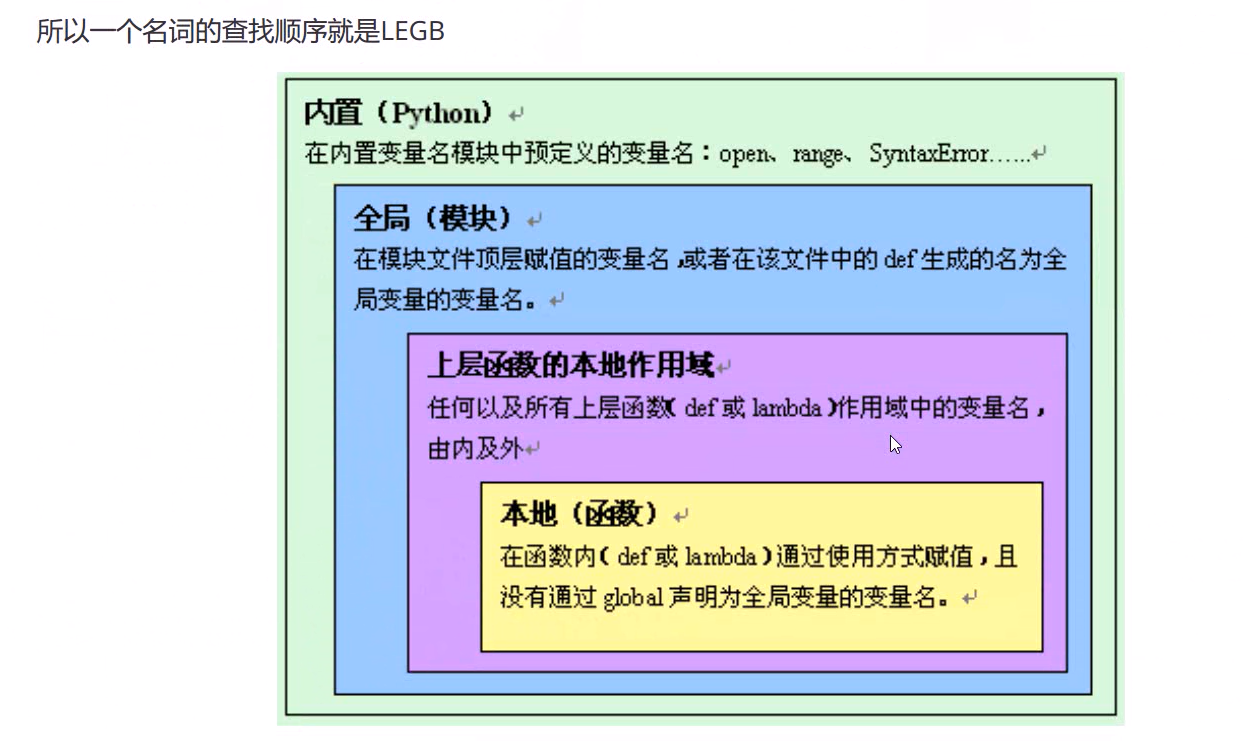 所以一个名词的查找顺序就是LEGB
内置（Python）
在内置变量名模块中预定义的变量名：open、range、SyntaxError……
全局（模块）
在模块文件顶层赋值的变量名，或者在该文件中的 def 生成的名为全
局变量的变量名。
上层函数的本地作用域
任何以及所有上层函数（def 或 lambda）作用域中的变量名，
由内及外
本地（函数）
在函数内（def 或 lambda）通过使用方式赋值，且
没有通过 global 声明为全局变量的变量名。